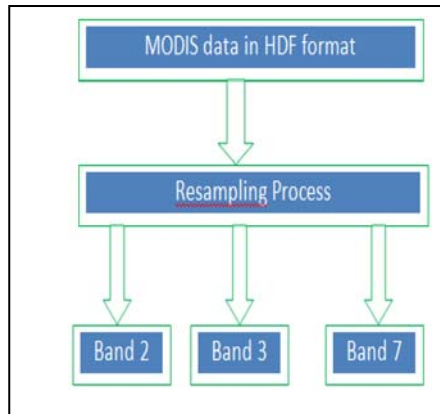 MODIS data in HDF format
Resampling Process
Band 2 Band 3 Band 7